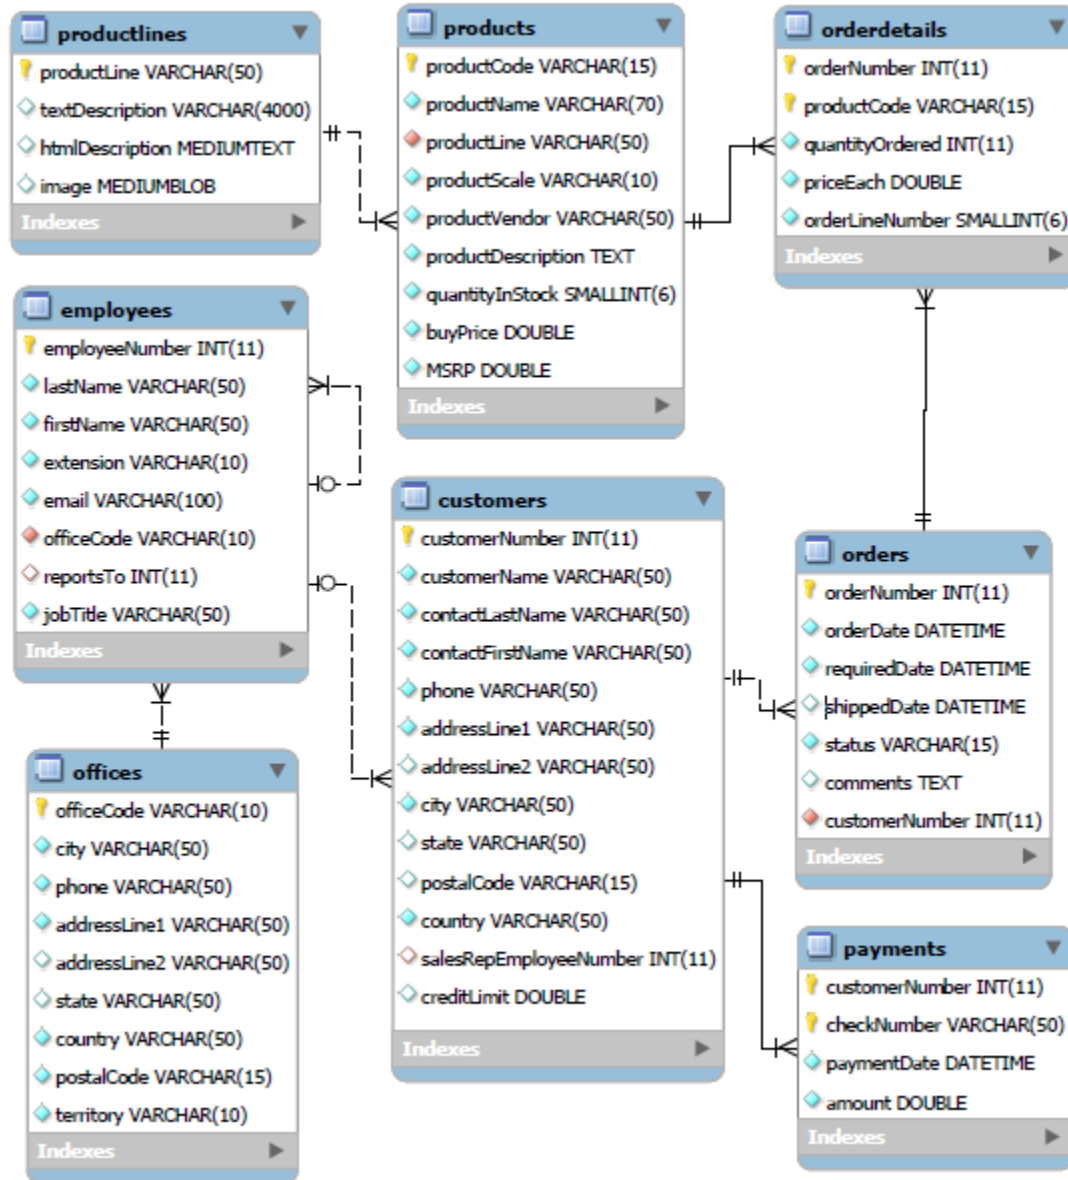 productlines
productLine VARCHAR(50)
textDescription VARCHAR(4000)
htmlDescription MEDIUMTEXT
image MEDIUMBLOB
Indexes
products
productCode VARCHAR(15)
productName VARCHAR(70)
productLine VARCHAR(50)
productScale VARCHAR(10)
productVendor VARCHAR(50)
productDescription TEXT
quantityInStock SMALLINT(6)
buyPrice DOUBLE
MSRP DOUBLE
Indexes
orderdetails
orderNumber INT(11)
productCode VARCHAR(15)
quantityOrdered INT(11)
priceEach DOUBLE
orderLineNumber SMALLINT(6)
Indexes
employees
employeeNumber INT(11)
lastName VARCHAR(50)
firstName VARCHAR(50)
extension VARCHAR(10)
email VARCHAR(100)
officeCode VARCHAR(10)
reportsTo INT(11)
jobTitle VARCHAR(50)
Indexes
customers
customerNumber INT(11)
customerName VARCHAR(50)
contactLastName VARCHAR(50)
contactFirstName VARCHAR(50)
phone VARCHAR(50)
addressLine1 VARCHAR(50)
addressLine2 VARCHAR(50)
city VARCHAR(50)
state VARCHAR(50)
postalCode VARCHAR(15)
country VARCHAR(50)
salesRepEmployeeNumber INT(11)
creditLimit DOUBLE
Indexes
orders
orderNumber INT(11)
orderDate DATETIME
requiredDate DATETIME
shippedDate DATETIME
status VARCHAR(15)
comments TEXT
customerNumber INT(11)
Indexes
offices
officeCode VARCHAR(10)
city VARCHAR(50)
phone VARCHAR(50)
addressLine1 VARCHAR(50)
addressLine2 VARCHAR(50)
state VARCHAR(50)
country VARCHAR(50)
postalCode VARCHAR(15)
territory VARCHAR(10)
Indexes
payments
customerNumber INT(11)
checkNumber VARCHAR(50)
paymentDate DATETIME
amount DOUBLE
Indexes